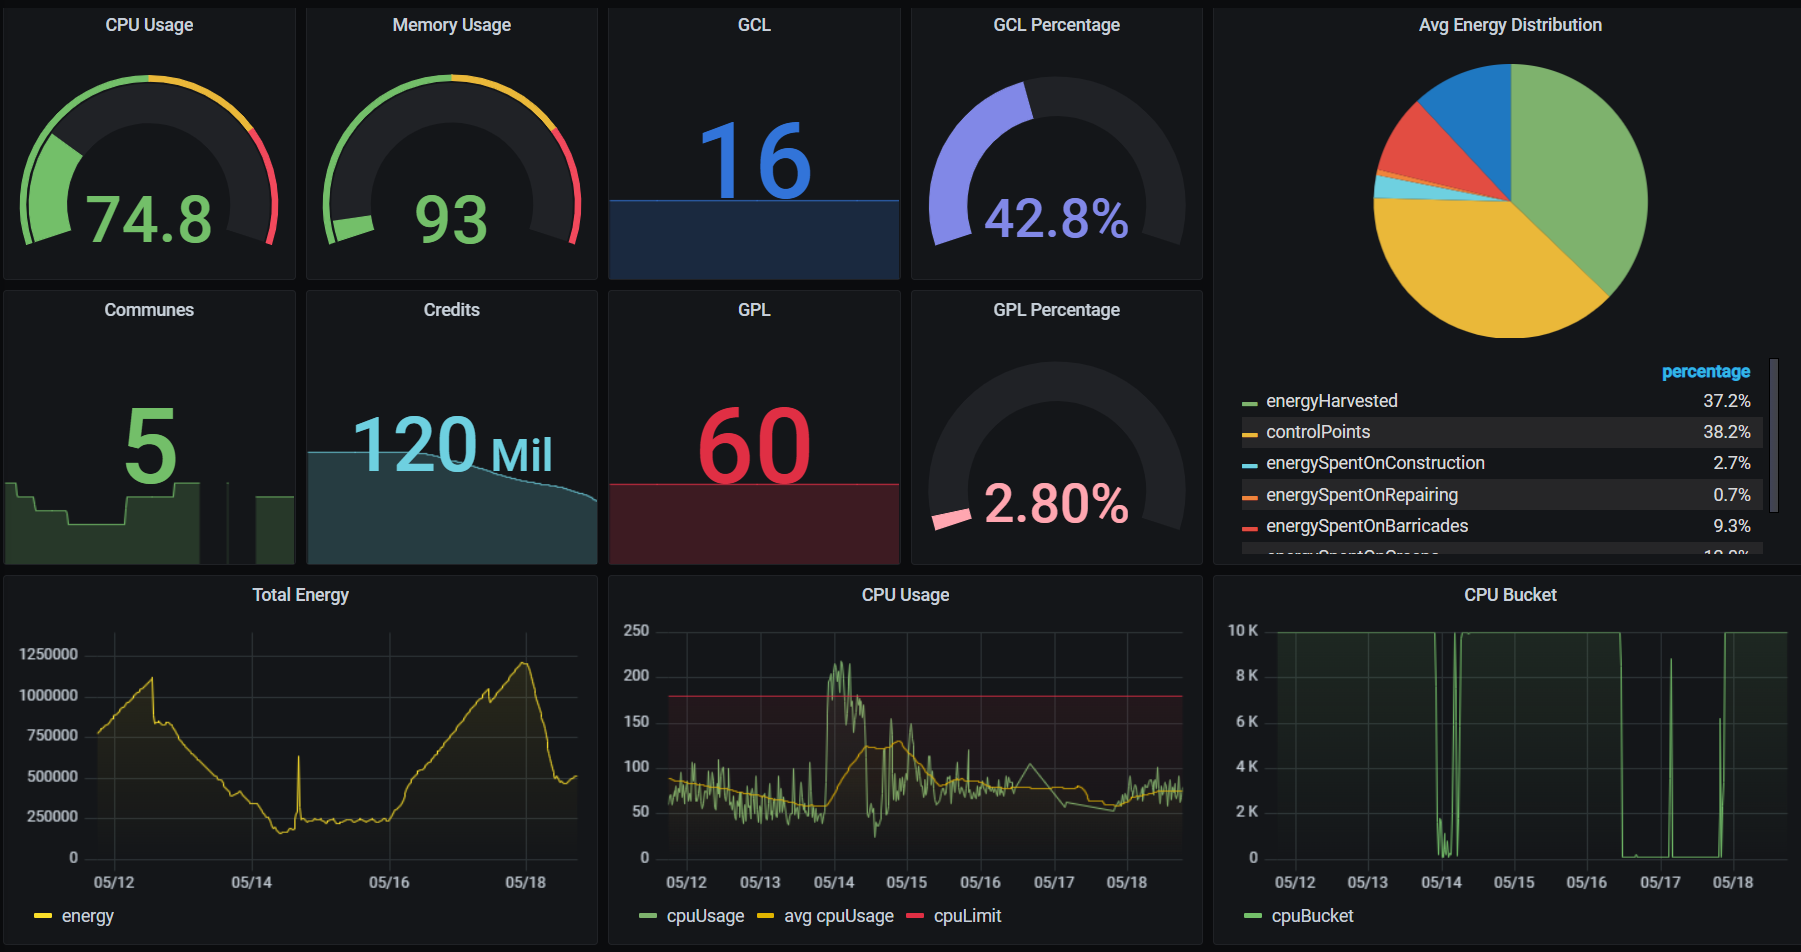 CPU Usage
74.8
Memory Usage
93
GCL
16
GCL Percentage
42.8%
Avg Energy Distribution
percentage
energyHarvested 37.2%
controlPoints 38.2%
energySpentOnConstruction 2.7%
energySpentOnRepairing 0.7%
energySpentOnBarricades 9.3%
Communes
5
Credits
120 Mil
GPL
60
GPL Percentage
2.80%
Total Energy
1250000
1000000
750000
500000
250000
0
05/12 05/14 05/16 05/18
energy
CPU Usage
250
200
150
100
50
0
05/12 05/13 05/14 05/15 05/16 05/17 05/18
cpuUsage avg cpuUsage cpuLimit
CPU Bucket
10 K
8 K
6 K
4 K
2 K
0
05/12 05/13 05/14 05/15 05/16 05/17 05/18
cpuBucket